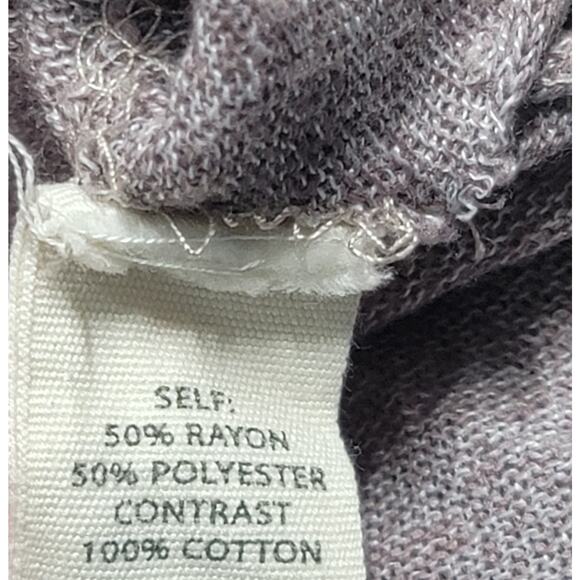 SELF:
50% RAYON
50% POLYESTER
CONTRAST
100% COTTON